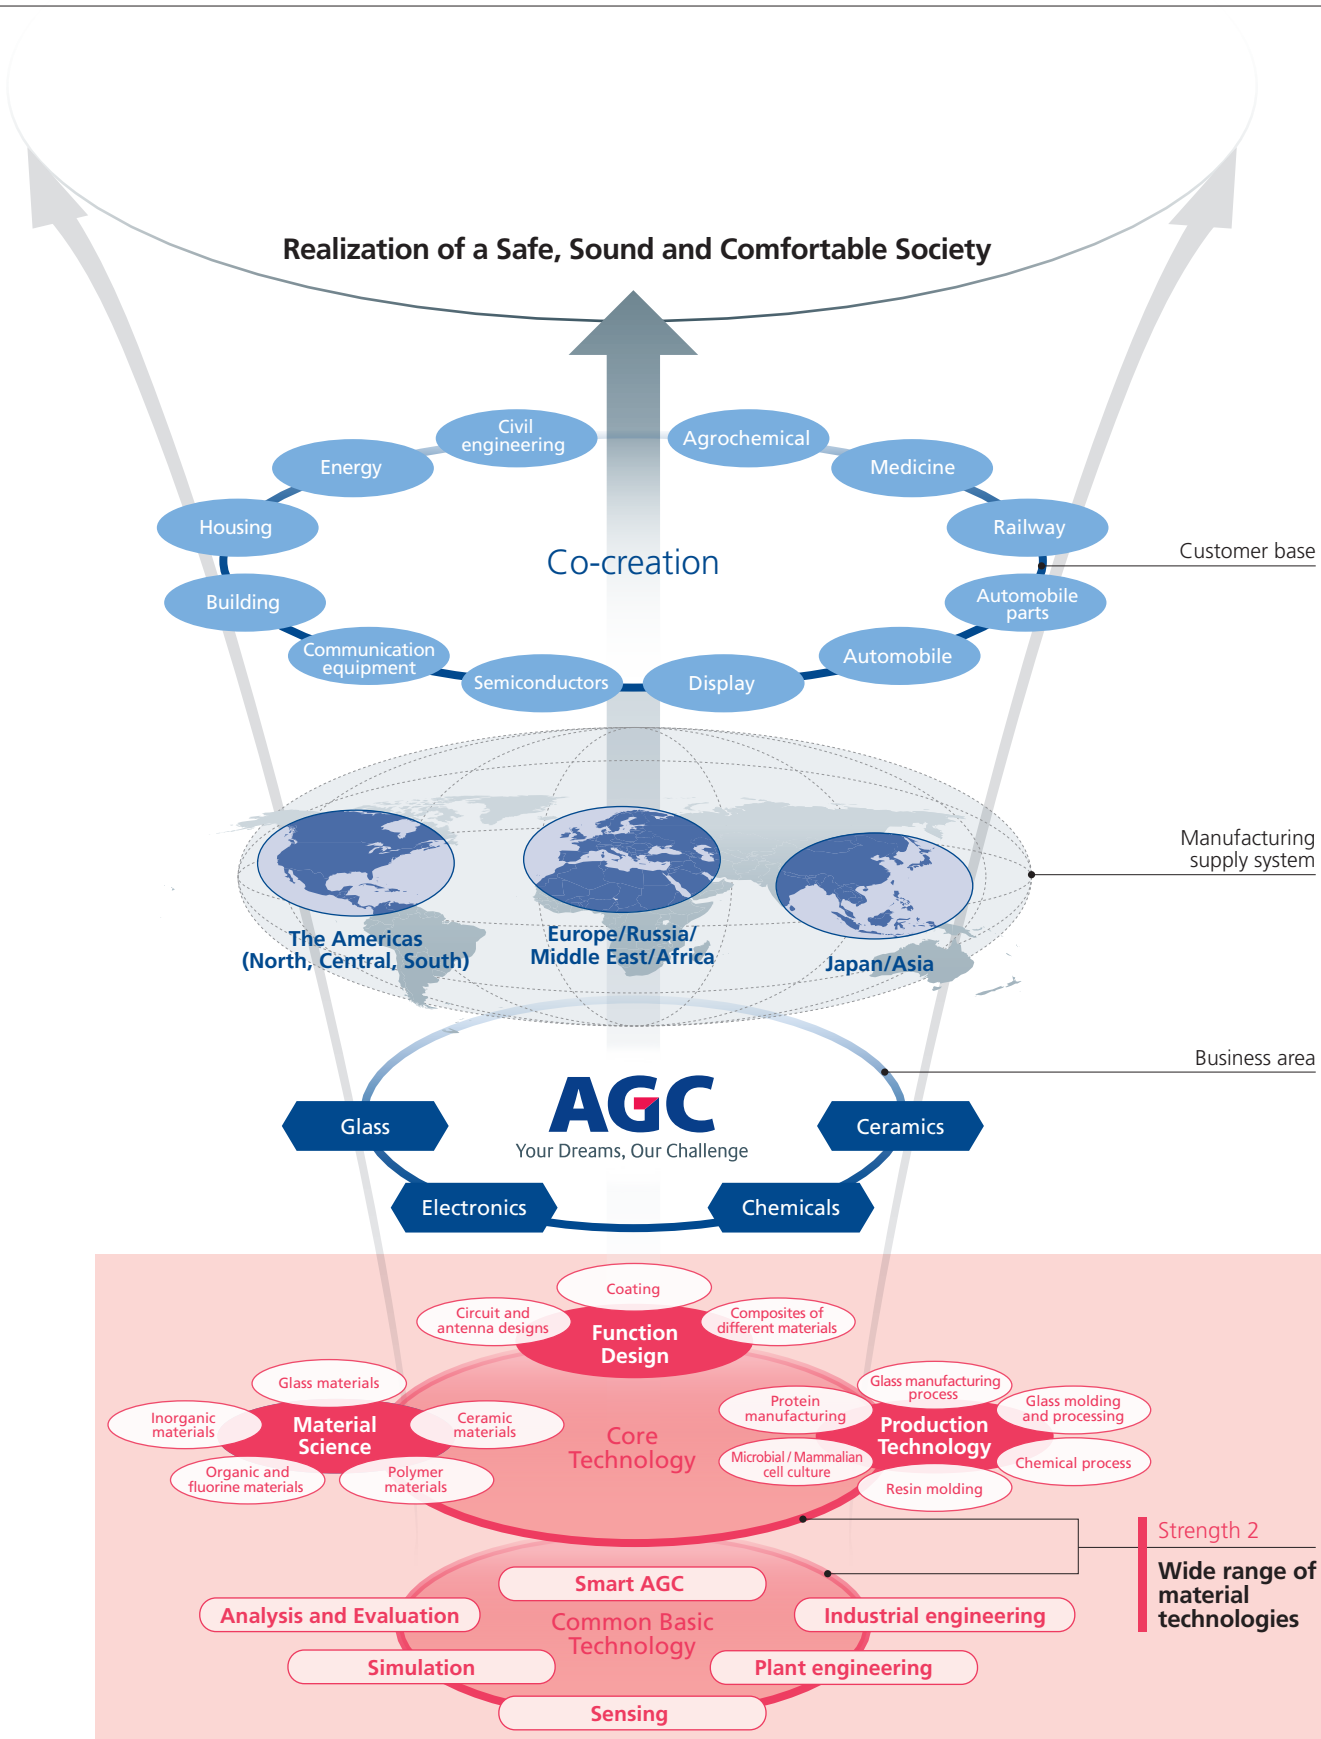 Realization of a Safe, Sound and Comfortable Society
Civil
engineering
Agrochemical
Energy
Medicine
Housing
Railway
Co-creation
Customer base
Building
Automobile
parts
Communication
equipment
Automobile
Semiconductors
Display
Manufacturing
supply system
The Americas
(North, Central, South)
Europe/Russia/
Middle East/Africa
Japan/Asia
Business area
AGC
Your Dreams, Our Challenge
Glass
Ceramics
Electronics
Chemicals
Coating
Circuit and
antenna designs
Composites of
different materials
Function
Design
Glass materials
Inorganic
materials
Material
Science
Ceramic
materials
Organic and
fluorine materials
Polymer
materials
Core
Technology
Glass manufacturing
process
Protein
manufacturing
Glass molding
and processing
Production
Technology
Microbial / Mammalian
cell culture
Chemical process
Resin molding
Strength 2
Wide range of
material
technologies
Smart AGC
Analysis and Evaluation
Common Basic
Technology
Industrial engineering
Simulation
Plant engineering
Sensing